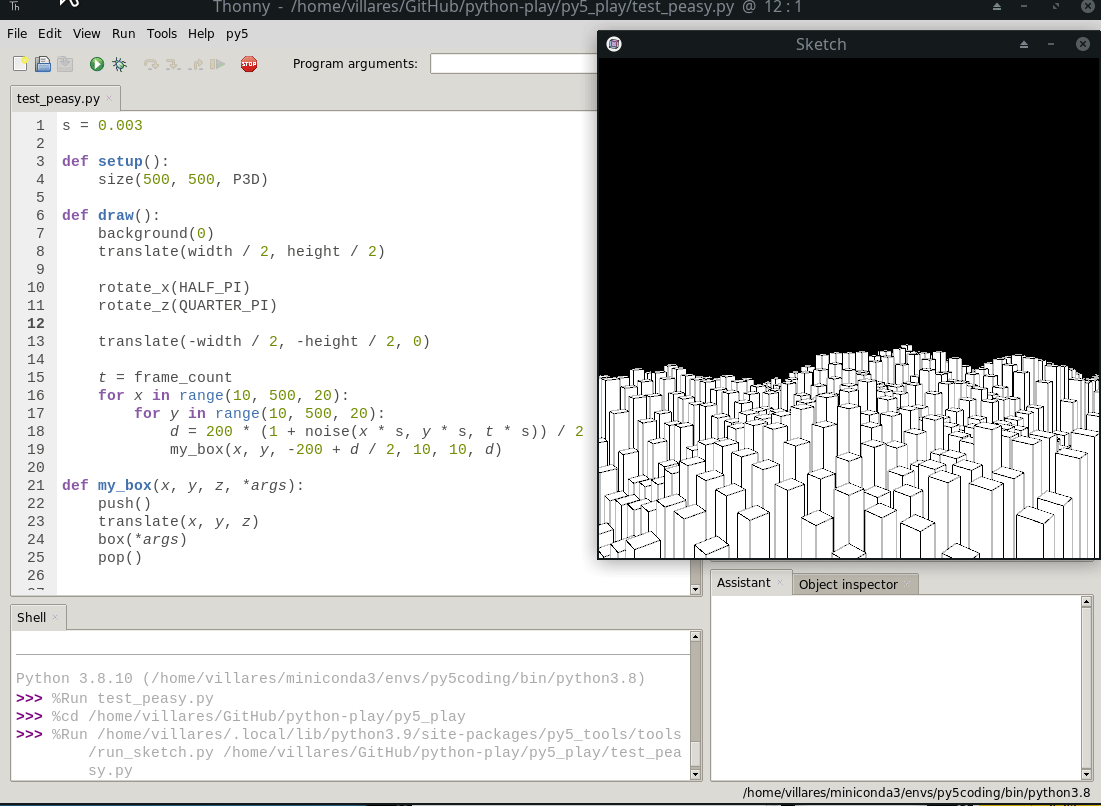 Th Thonny - /home/villares/GitHub/python-play/py5_play/test_peasy.py @ 12 : 1
File Edit View Run Tools Help py5
STOP Program arguments:
Sketch
test_peasy.py
1 s = 0.003
2
3 def setup():
4     size(500, 500, P3D)
5
6 def draw():
7     background(0)
8     translate(width / 2, height / 2)
9
10     rotate_x(HALF_PI)
11     rotate_z(QUARTER_PI)
12
13     translate(-width / 2, -height / 2, 0)
14
15     t = frame_count
16     for x in range(10, 500, 20):
17         for y in range(10, 500, 20):
18             d = 200 * (1 + noise(x * s, y * s, t * s)) / 2
19             my_box(x, y, -200 + d / 2, 10, 10, d)
20
21 def my_box(x, y, z, *args):
22     push()
23     translate(x, y, z)
24     box(*args)
25     pop()
26
27
Shell
Python 3.8.10 (/home/villares/miniconda3/envs/py5coding/bin/python3.8)
>>> %Run test_peasy.py
>>> %cd /home/villares/GitHub/python-play/py5_play
>>> %Run /home/villares/.local/lib/python3.9/site-packages/py5_tools/tools
/run_sketch.py /home/villares/GitHub/python-play/py5_play/test_pea
sy.py
Assistant Object inspector
/home/villares/miniconda3/envs/py5coding/bin/python3.8